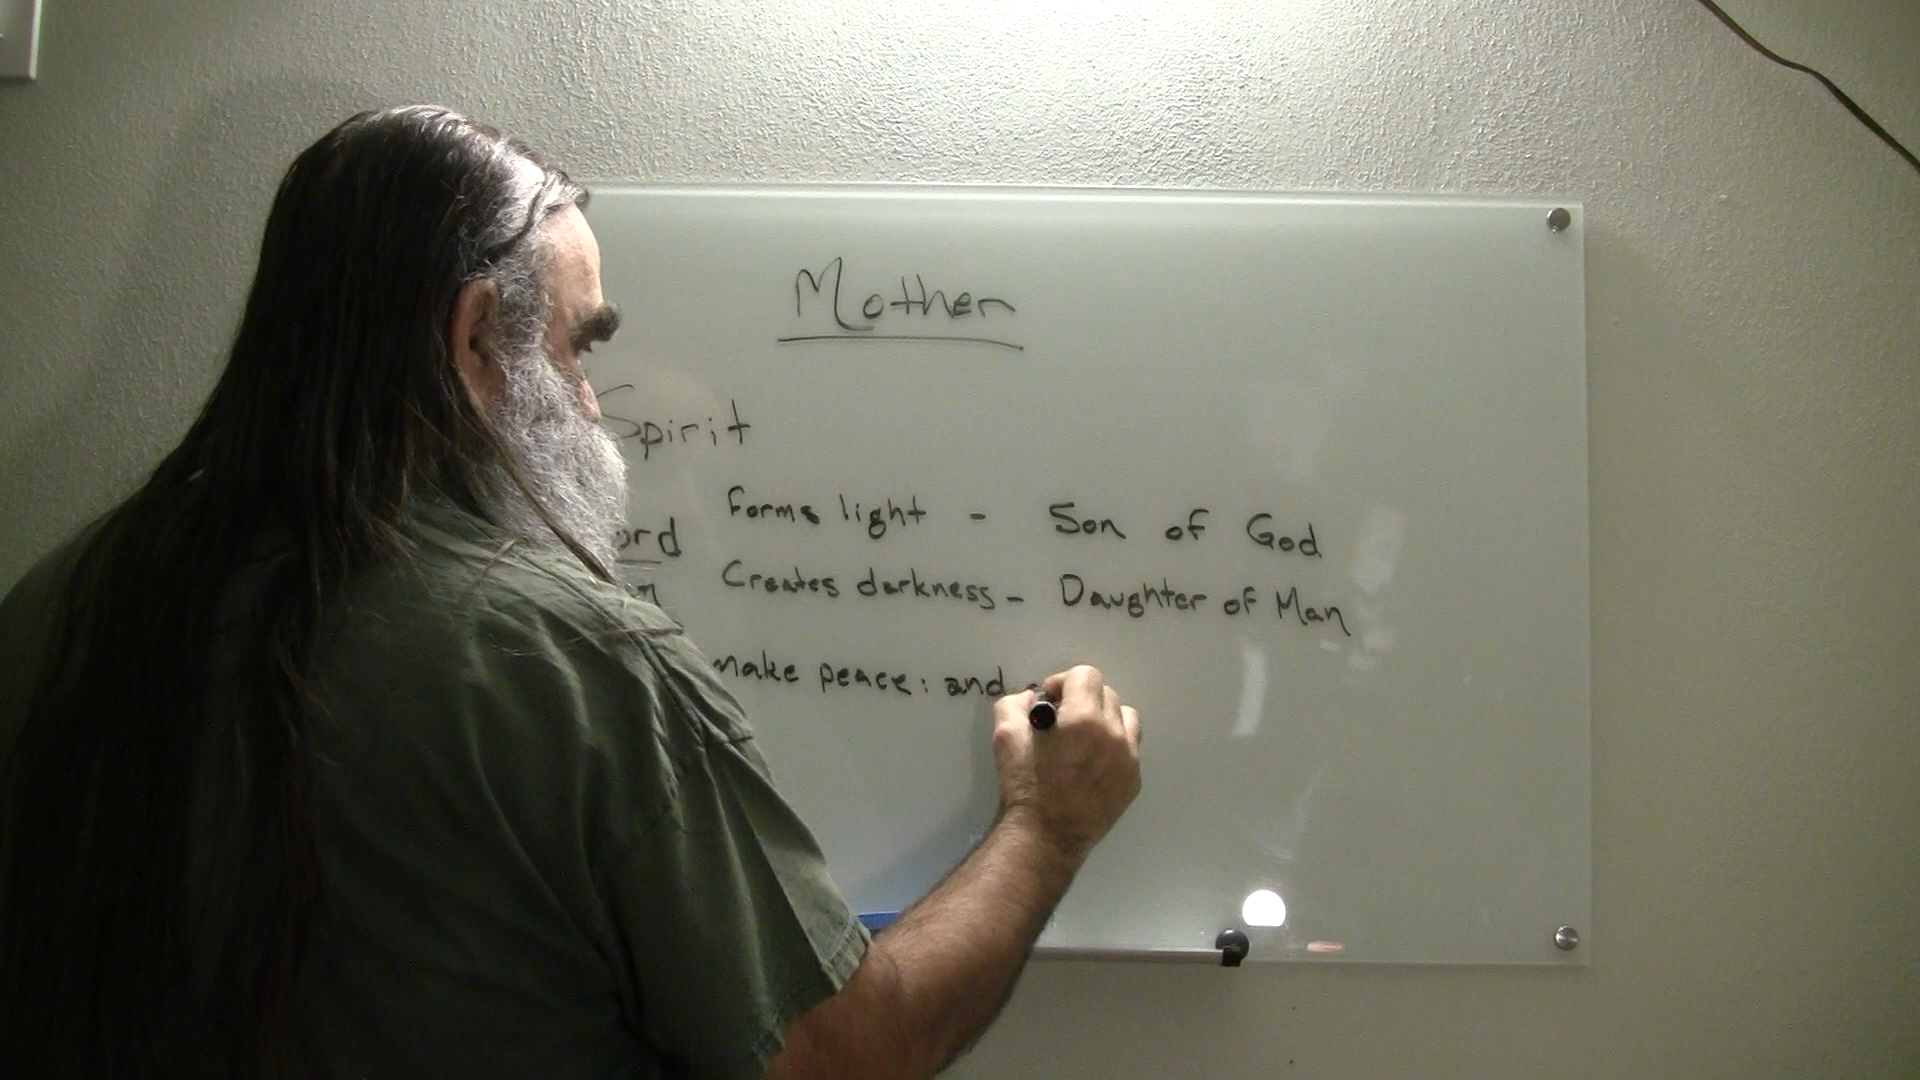 Mother
Spirit
ord Forms light - Son of God
Creates darkness - Daughter of Man
make peace: and